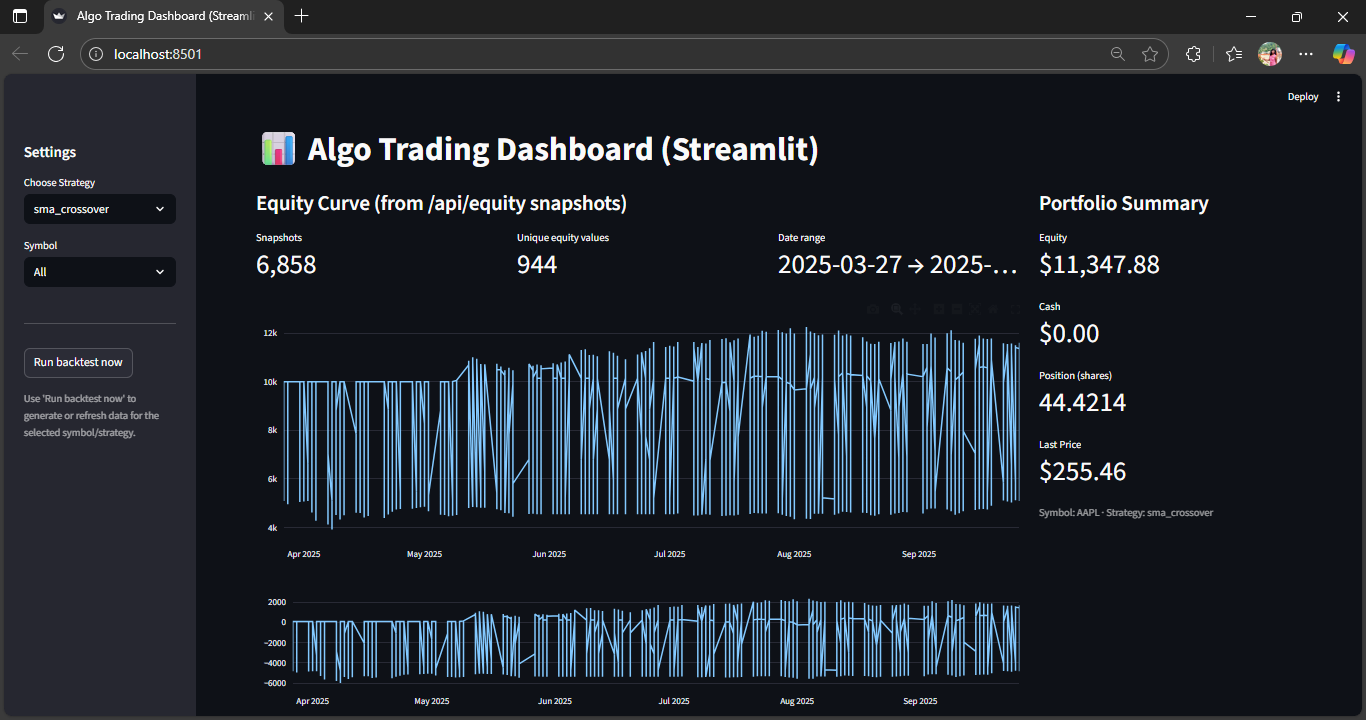 Algo Trading Dashboard (Streaml
localhost:8501
Deploy
Settings
Choose Strategy
sma_crossover
Symbol
All
Run backtest now
Use 'Run backtest now' to
generate or refresh data for the
selected symbol/strategy.
Algo Trading Dashboard (Streamlit)
Equity Curve (from /api/equity snapshots)
Snapshots
6,858
Unique equity values
944
Date range
2025-03-27 → 2025-…
12k
10k
8k
6k
4k
Apr 2025 May 2025 Jun 2025 Jul 2025 Aug 2025 Sep 2025
2000
0
−2000
−4000
−6000
Apr 2025 May 2025 Jun 2025 Jul 2025 Aug 2025 Sep 2025
Portfolio Summary
Equity
$11,347.88
Cash
$0.00
Position (shares)
44.4214
Last Price
$255.46
Symbol: AAPL · Strategy: sma_crossover